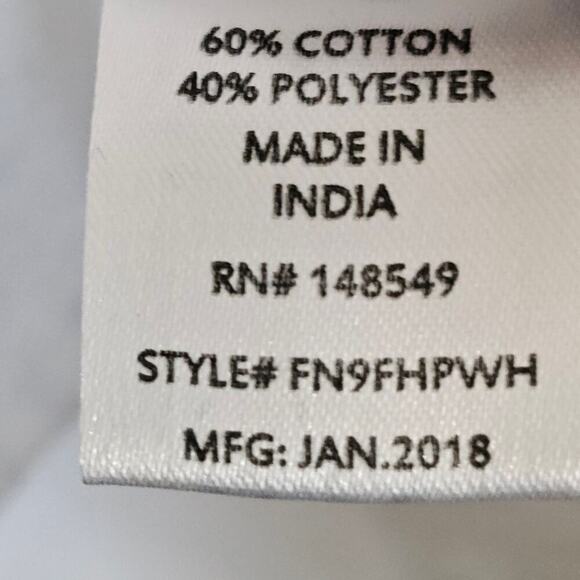 60% COTTON
40% POLYESTER
MADE IN
INDIA
RN# 148549
STYLE# FN9FHPWH
MFG: JAN.2018